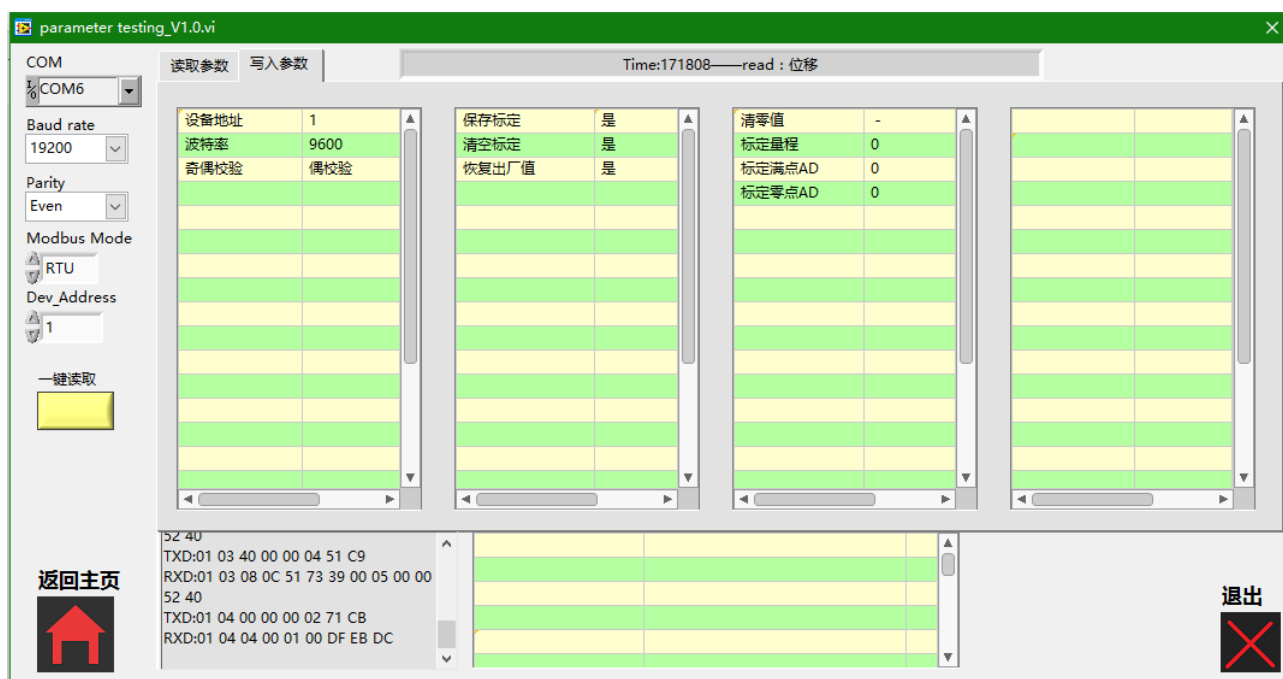 parameter testing_V1.0.vi
COM
COM6
Baud rate
19200
Parity
Even
Modbus Mode
RTU
Dev_Address
1
一键读取
返回主页
读取参数 写入参数
Time:171808——read：位移
设备地址 1
波特率 9600
奇偶校验 偶校验
保存标定 是
清空标定 是
恢复出厂值 是
清零值 -
标定量程 0
标定满点AD 0
标定零点AD 0
52 40
TXD:01 03 40 00 00 04 51 C9
RXD:01 03 08 0C 51 73 39 00 05 00 00
52 40
TXD:01 04 00 00 00 02 71 CB
RXD:01 04 04 00 01 00 DF EB DC
退出